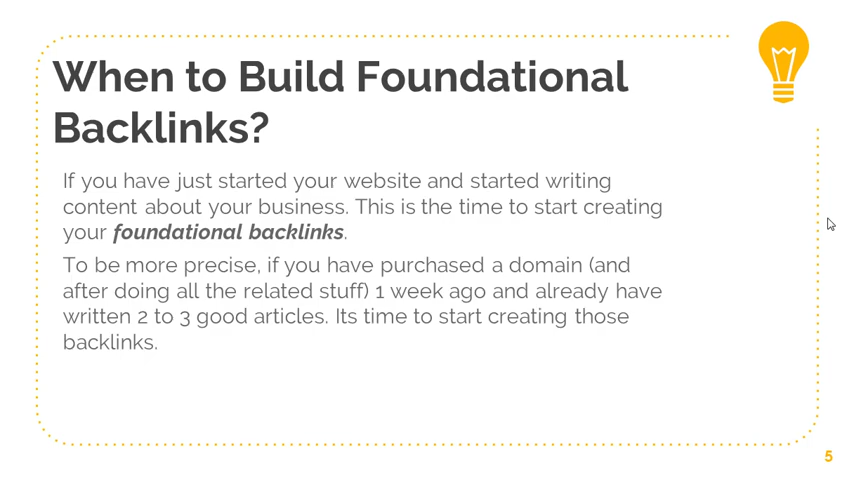 When to Build Foundational
Backlinks?
If you have just started your website and started writing
content about your business. This is the time to start creating
your foundational backlinks.
To be more precise, if you have purchased a domain (and
after doing all the related stuff) 1 week ago and already have
written 2 to 3 good articles. Its time to start creating those
backlinks.
5